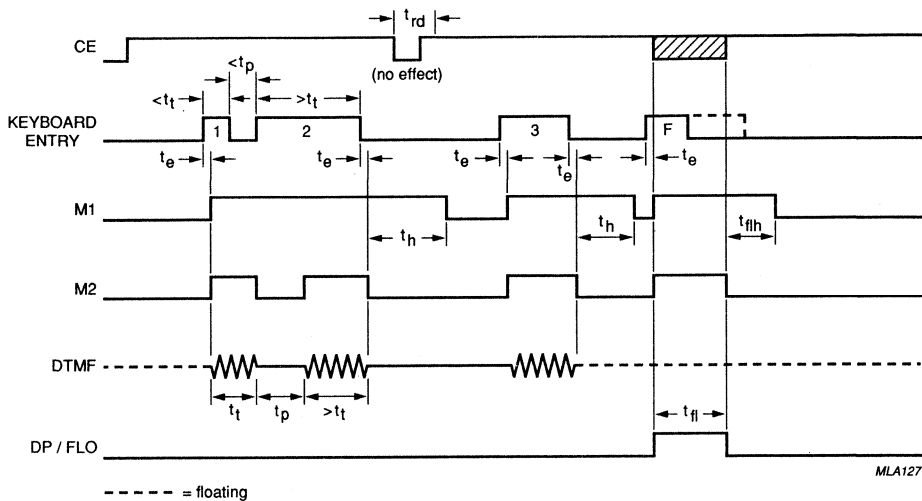 t_rd
CE
(no effect)
<t_p
<t_t >t_t
KEYBOARD
ENTRY
1 2 3 F
t_e t_e t_e t_e t_e
M1
t_h t_h t_flh
M2
DTMF
t_t t_p >t_t
t_fl
DP / FLO
MLA127
= floating